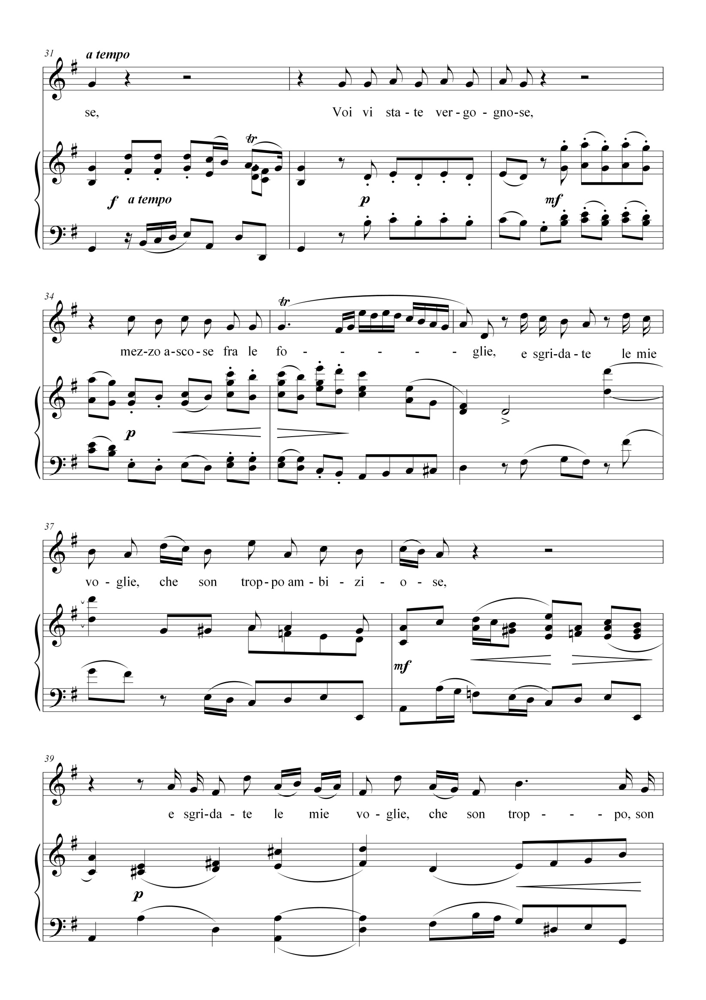 31
a tempo
se, Voi vi sta - te ver - go - gno - se,
tr
f a tempo p mf
34
tr
mez - zo a - sco - se fra le fo - - - - - glie, e sgri - da - te le mie
p
37
vo - glie, che son trop - po am - bi - zi - o - se,
mf
39
e sgri - da - te le mie vo - glie, che son trop - - - po, son
p